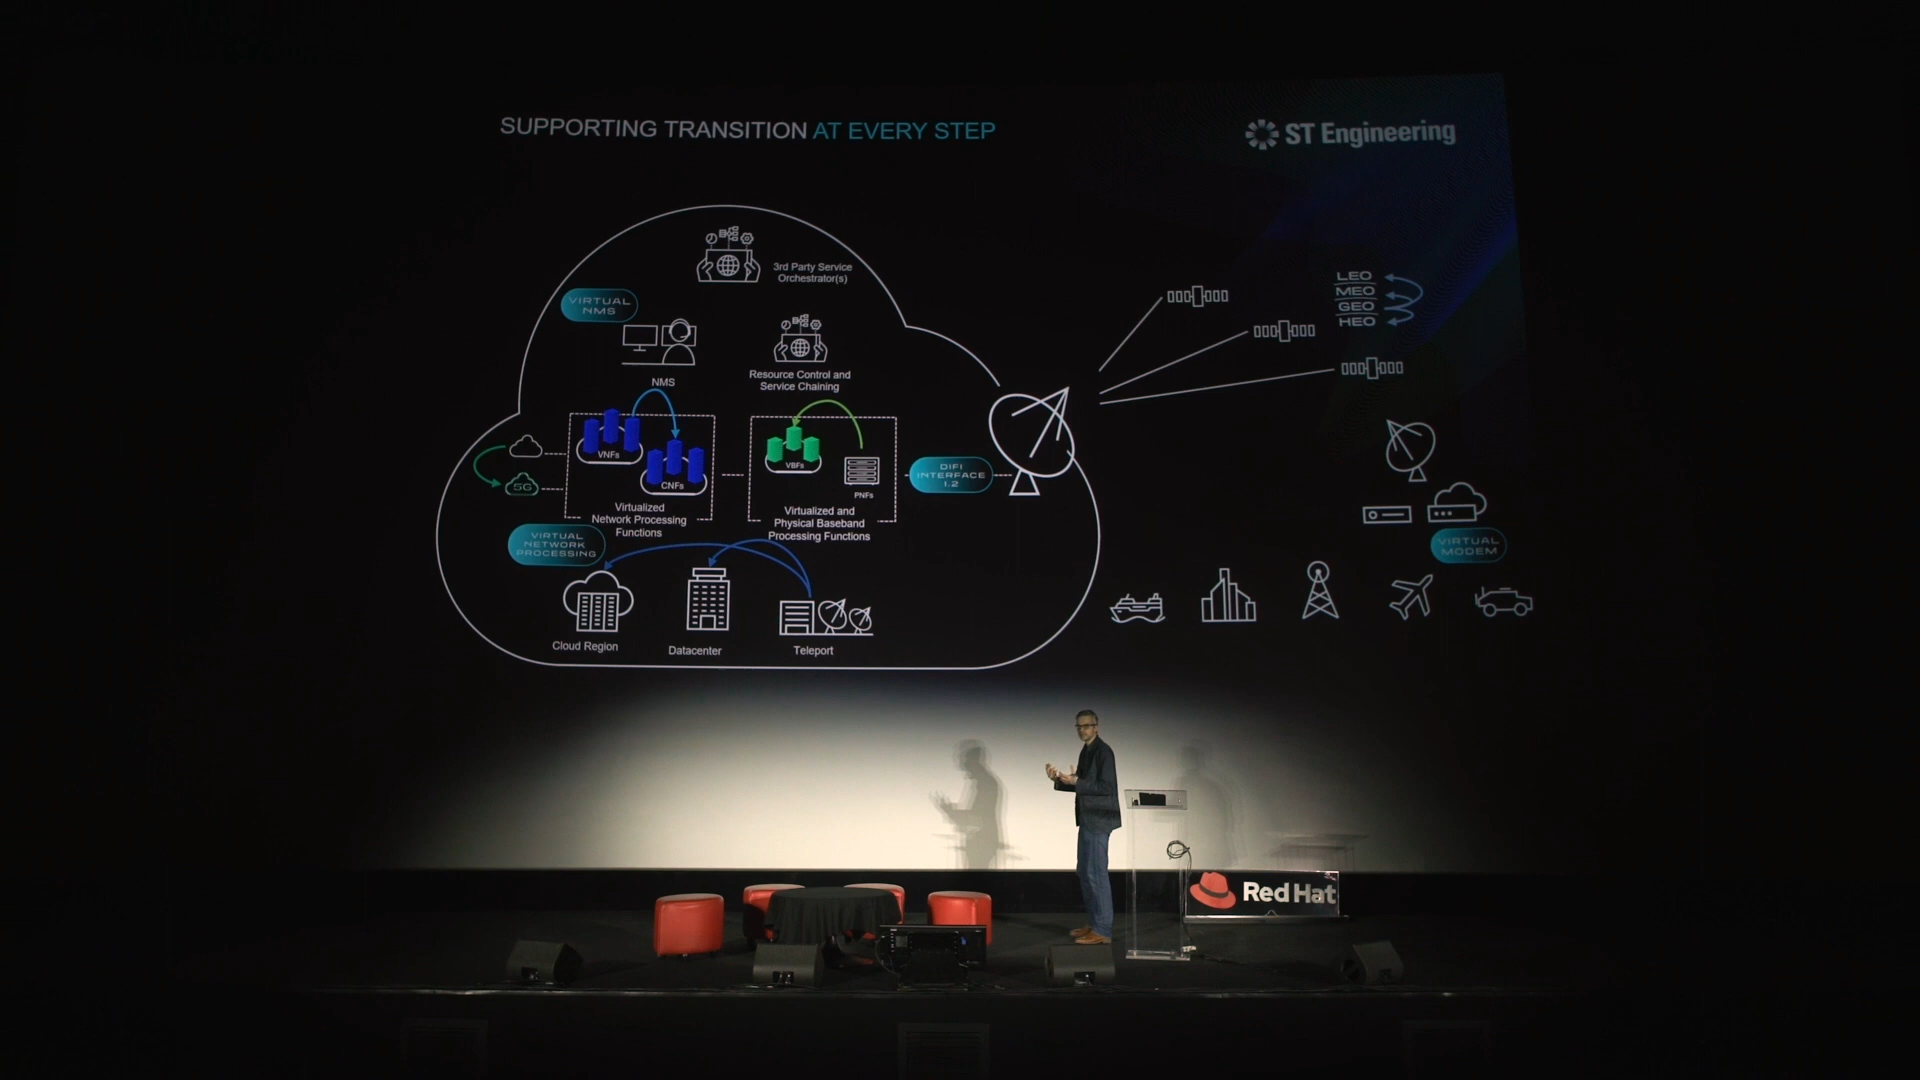 SUPPORTING TRANSITION AT EVERY STEP
ST Engineering
3rd Party Service
Orchestrator(s)
VIRTUAL
NMS
NMS
Resource Control and
Service Chaining
LEO
MEO
GEO
HEO
VNFs
CNFs
5G
VBFs
PNFs
DIFI
INTERFACE
1.2
Virtualized
Network Processing
Functions
Virtualized and
Physical Baseband
Processing Functions
VIRTUAL
NETWORK
PROCESSING
VIRTUAL
MODEM
Cloud Region
Datacenter
Teleport
Red Hat